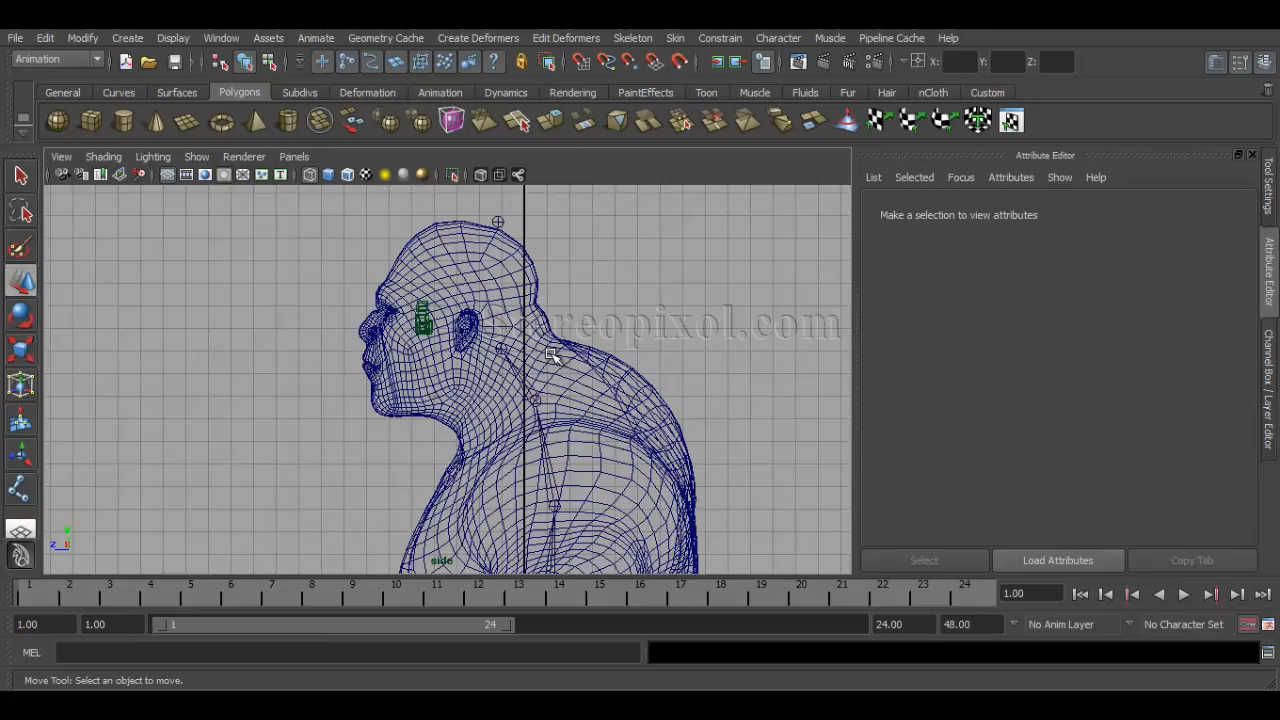 File Edit Modify Create Display Window Assets Animate Geometry Cache Create Deformers Edit Deformers Skeleton Skin Constrain Character Muscle Pipeline Cache Help
Animation X: Y: Z:
General Curves Surfaces Polygons Subdivs Deformation Animation Dynamics Rendering PaintEffects Toon Muscle Fluids Fur Hair nCloth Custom
View Shading Lighting Show Renderer Panels
Attribute Editor
List Selected Focus Attributes Show Help
Make a selection to view attributes
Tool Settings
Attribute Editor
Channel Box / Layer Editor
reopixol.com
y
z x
side
Select Load Attributes Copy Tab
1 2 3 4 5 6 7 8 9 10 11 12 13 14 15 16 17 18 19 20 21 22 23 24 1.00
1.00 1.00 1 24 24.00 48.00 No Anim Layer No Character Set
MEL
Move Tool: Select an object to move.